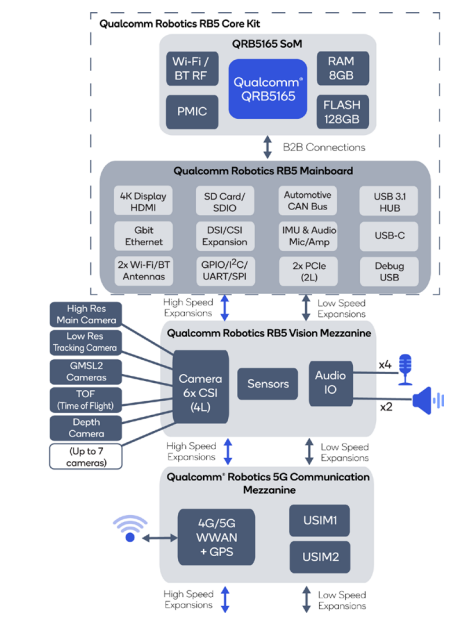 Qualcomm Robotics RB5 Core Kit
QRB5165 SoM
Wi-Fi /
BT RF
PMIC
Qualcomm®
QRB5165
RAM
8GB
FLASH
128GB
B2B Connections
Qualcomm Robotics RB5 Mainboard
4K Display
HDMI
SD Card/
SDIO
Automotive
CAN Bus
USB 3.1
HUB
Gbit
Ethernet
DSI/CSI
Expansion
IMU & Audio
Mic/Amp
USB-C
2x Wi-Fi/BT
Antennas
GPIO/I²C/
UART/SPI
2x PCIe
(2L)
Debug
USB
High Speed
Expansions
Low Speed
Expansions
Qualcomm Robotics RB5 Vision Mezzanine
High Res
Main Camera
Low Res
Tracking Camera
GMSL2
Cameras
TOF
(Time of Flight)
Depth
Camera
(Up to 7
cameras)
Camera
6x CSI
(4L)
Sensors
Audio
IO
x4
x2
High Speed
Expansions
Low Speed
Expansions
Qualcomm® Robotics 5G Communication
Mezzanine
4G/5G
WWAN
+ GPS
USIM1
USIM2
High Speed
Expansions
Low Speed
Expansions